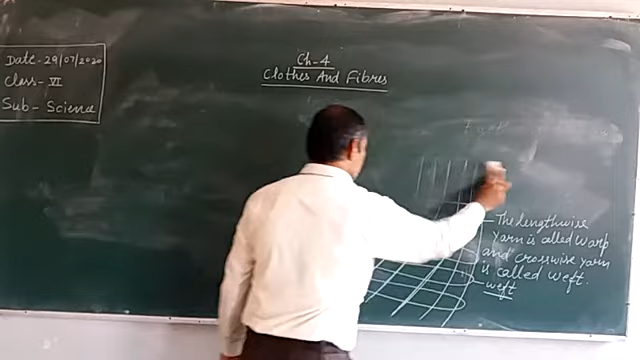 Date-29/07/2020
Class-VI
Sub-Science
Ch-4
Clothes And Fibres
The lengthwise
Yarn is called Warp
and crosswise yarn
is called weft.
weft